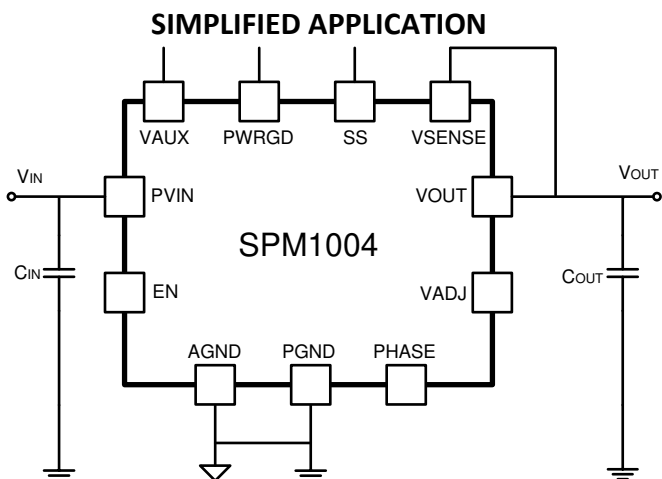 SIMPLIFIED APPLICATION
VAUX PWRGD SS VSENSE
VIN VOUT
PVIN VOUT
SPM1004
CIN EN VADJ COUT
AGND PGND PHASE